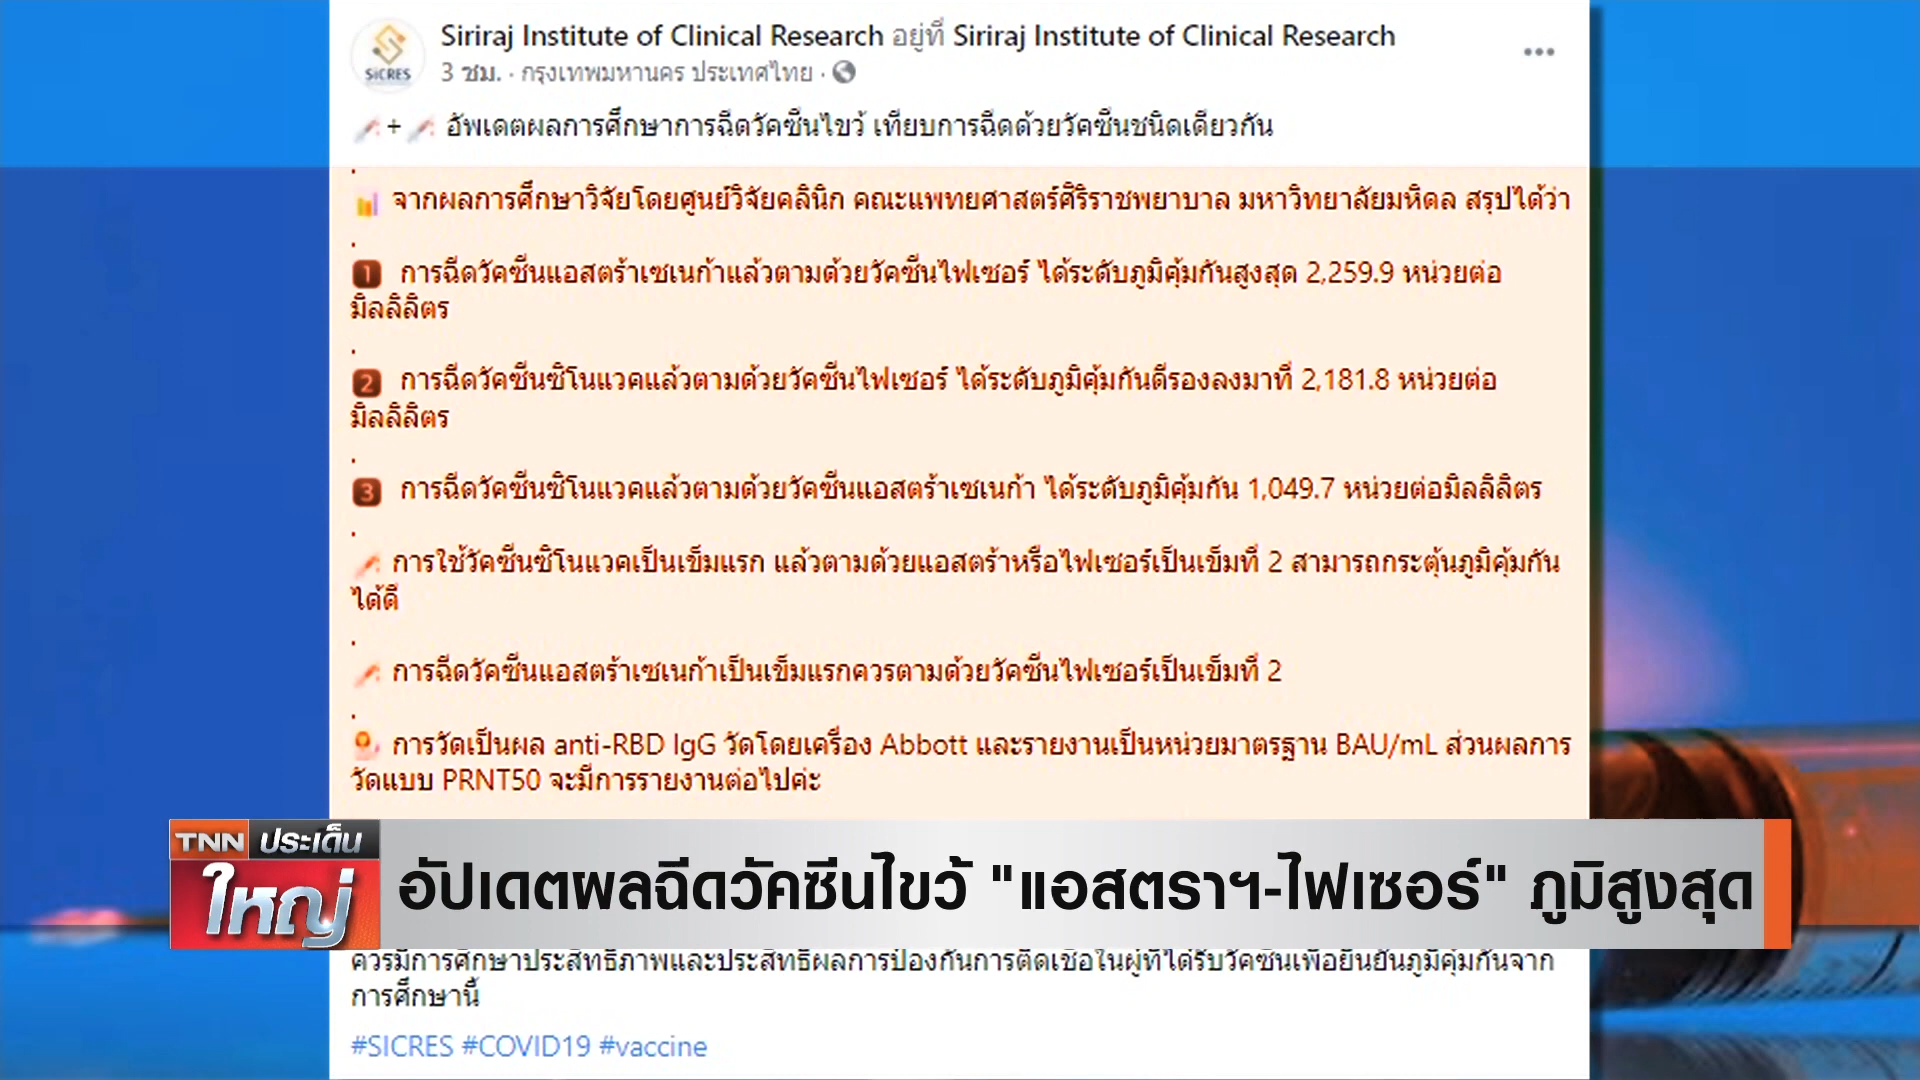 Siriraj Institute of Clinical Research อยู่ที่ Siriraj Institute of Clinical Research
SiCRES
3 ชม. · กรุงเทพมหานคร ประเทศไทย ·
+ อัพเดตผลการศึกษาการฉีดวัคซีนไขว้ เทียบการฉีดด้วยวัคซีนชนิดเดียวกัน
.
จากผลการศึกษาวิจัยโดยศูนย์วิจัยคลินิก คณะแพทยศาสตร์ศิริราชพยาบาล มหาวิทยาลัยมหิดล สรุปได้ว่า
.
1 การฉีดวัคซีนแอสตร้าเซเนก้าแล้วตามด้วยวัคซีนไฟเซอร์ ได้ระดับภูมิคุ้มกันสูงสุด 2,259.9 หน่วยต่อ
มิลลิลิตร
.
2 การฉีดวัคซีนซิโนแวคแล้วตามด้วยวัคซีนไฟเซอร์ ได้ระดับภูมิคุ้มกันดีรองลงมาที่ 2,181.8 หน่วยต่อ
มิลลิลิตร
.
3 การฉีดวัคซีนซิโนแวคแล้วตามด้วยวัคซีนแอสตร้าเซเนก้า ได้ระดับภูมิคุ้มกัน 1,049.7 หน่วยต่อมิลลิลิตร
.
การใช้วัคซีนซิโนแวคเป็นเข็มแรก แล้วตามด้วยแอสตร้าหรือไฟเซอร์เป็นเข็มที่ 2 สามารถกระตุ้นภูมิคุ้มกัน
ได้ดี
.
การฉีดวัคซีนแอสตร้าเซเนก้าเป็นเข็มแรกควรตามด้วยวัคซีนไฟเซอร์เป็นเข็มที่ 2
.
การวัดเป็นผล anti-RBD IgG วัดโดยเครื่อง Abbott และรายงานเป็นหน่วยมาตรฐาน BAU/mL ส่วนผลการ
วัดแบบ PRNT50 จะมีการรายงานต่อไปค่ะ
TNN ประเด็น
ใหญ่
อัปเดตผลฉีดวัคซีนไขว้ "แอสตราฯ-ไฟเซอร์" ภูมิสูงสุด
ควรมีการศึกษาประสิทธิภาพและประสิทธิผลการป้องกันการติดเชื้อในผู้ที่ได้รับวัคซีนเพื่อยืนยันภูมิคุ้มกันจาก
การศึกษานี้
#SICRES #COVID19 #vaccine